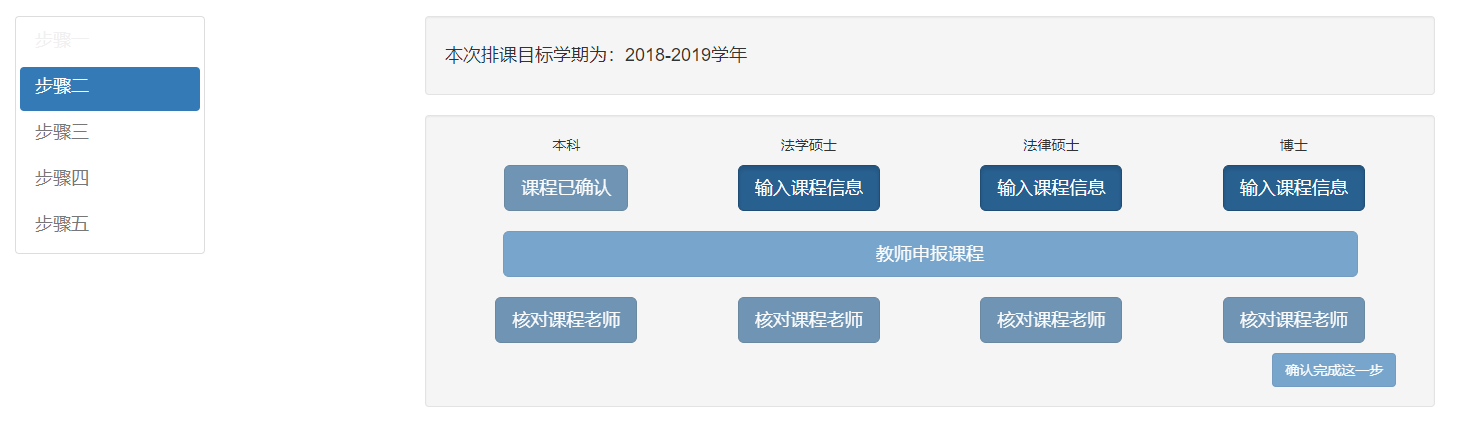 步骤一
步骤二
步骤三
步骤四
步骤五
本次排课目标学期为：2018-2019学年
本科 法学硕士 法律硕士 博士
课程已确认 输入课程信息 输入课程信息 输入课程信息
教师申报课程
核对课程老师 核对课程老师 核对课程老师 核对课程老师
确认完成这一步